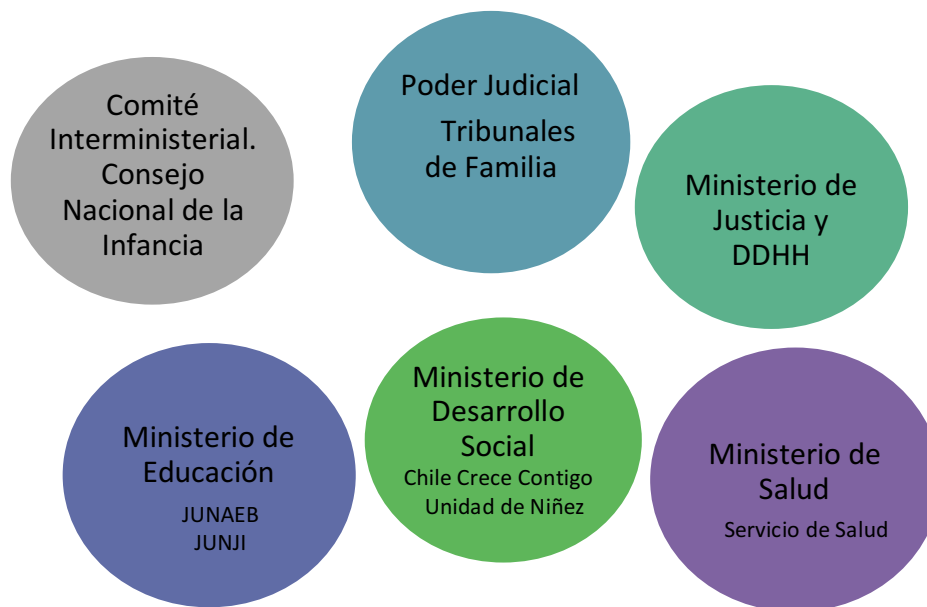 Comité
Interministerial.
Consejo
Nacional de la
Infancia
Poder Judicial
Tribunales
de Familia
Ministerio de
Justicia y
DDHH
Ministerio de
Educación
JUNAEB
JUNJI
Ministerio de
Desarrollo
Social
Chile Crece Contigo
Unidad de Niñez
Ministerio de
Salud
Servicio de Salud